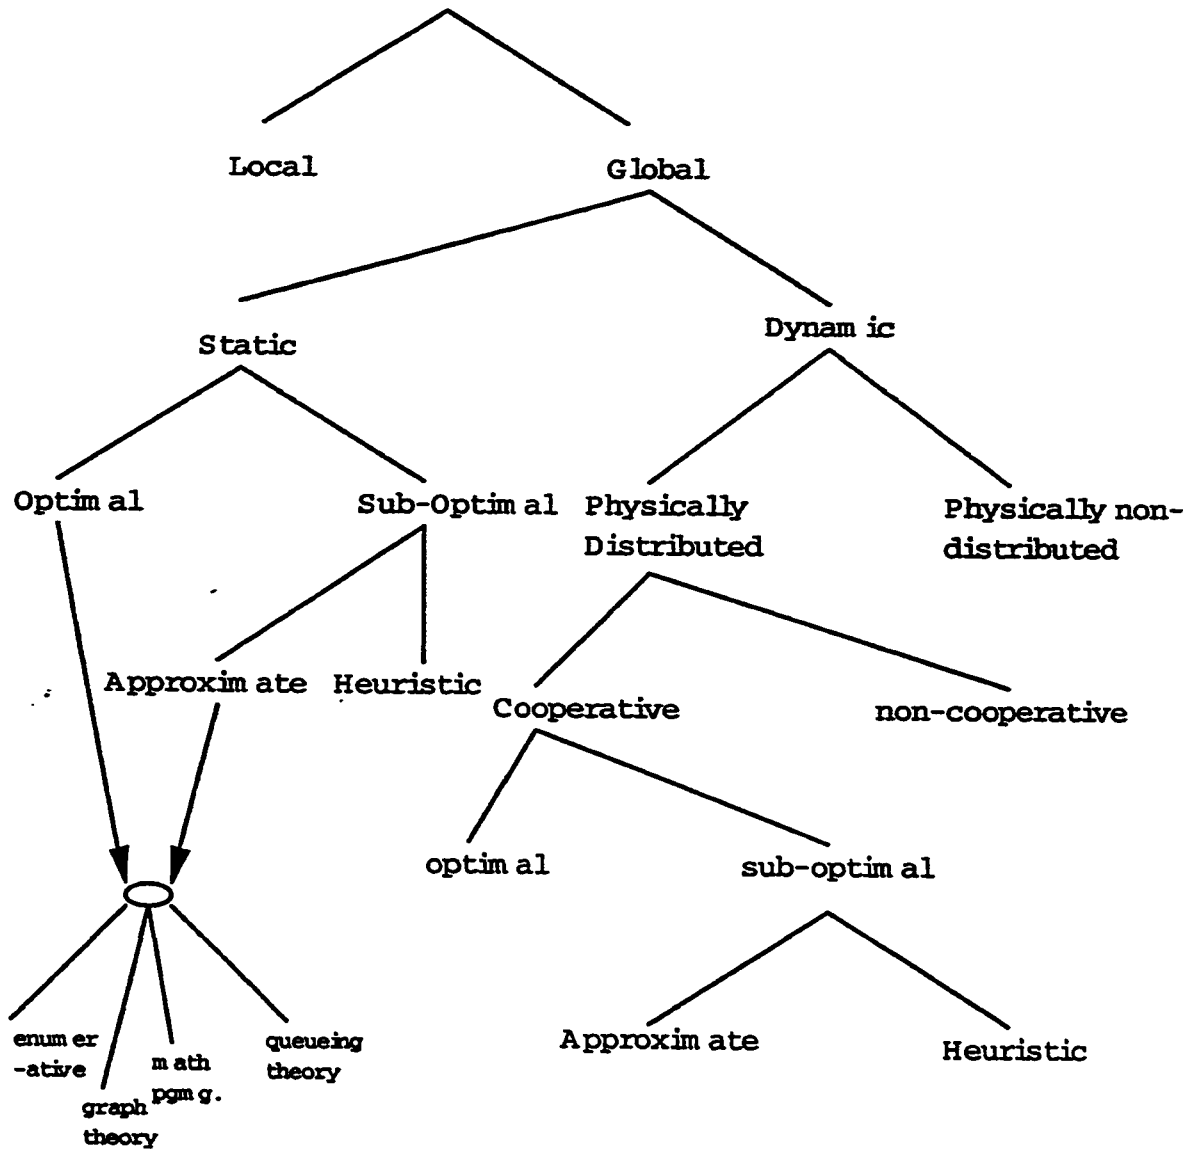 Local
Global
Static
Dynamic
Optimal
Sub-Optimal
Physically
Distributed
Physically non-
distributed
Approximate
Heuristic
Cooperative
non-cooperative
optimal
sub-optimal
enumer
-ative
graph
theory
math
pgmg.
queueing
theory
Approximate
Heuristic